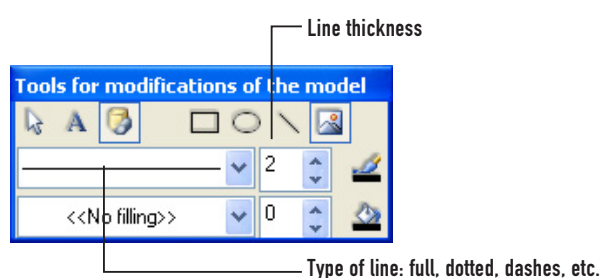 Line thickness
Tools for modifications of the model
A
2
<<No filling>>
0
Type of line: full, dotted, dashes, etc.